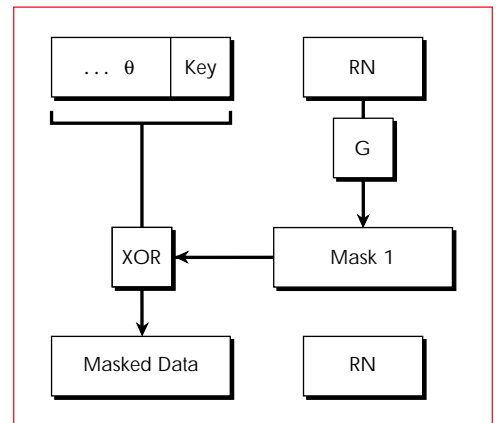 ... θ Key RN
G
XOR Mask 1
Masked Data RN